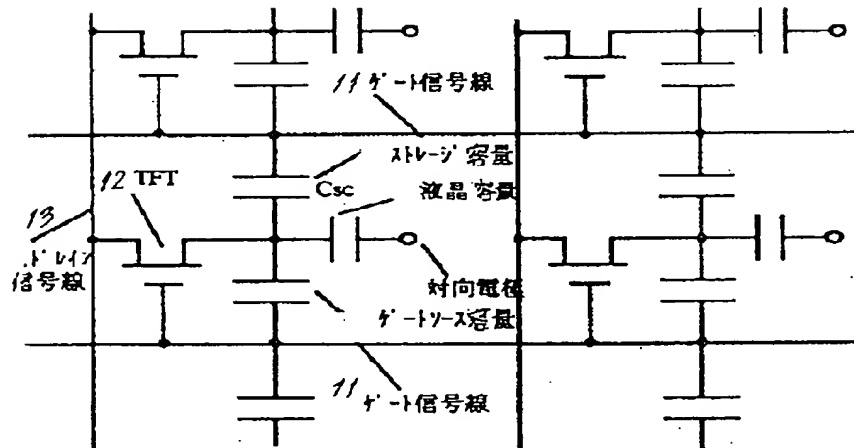 11 ゲート信号線
ストレージ容量
Csc
液晶容量
12 TFT
13
ドレイン
信号線
対向電極
ゲートソース容量
11 ゲート信号線